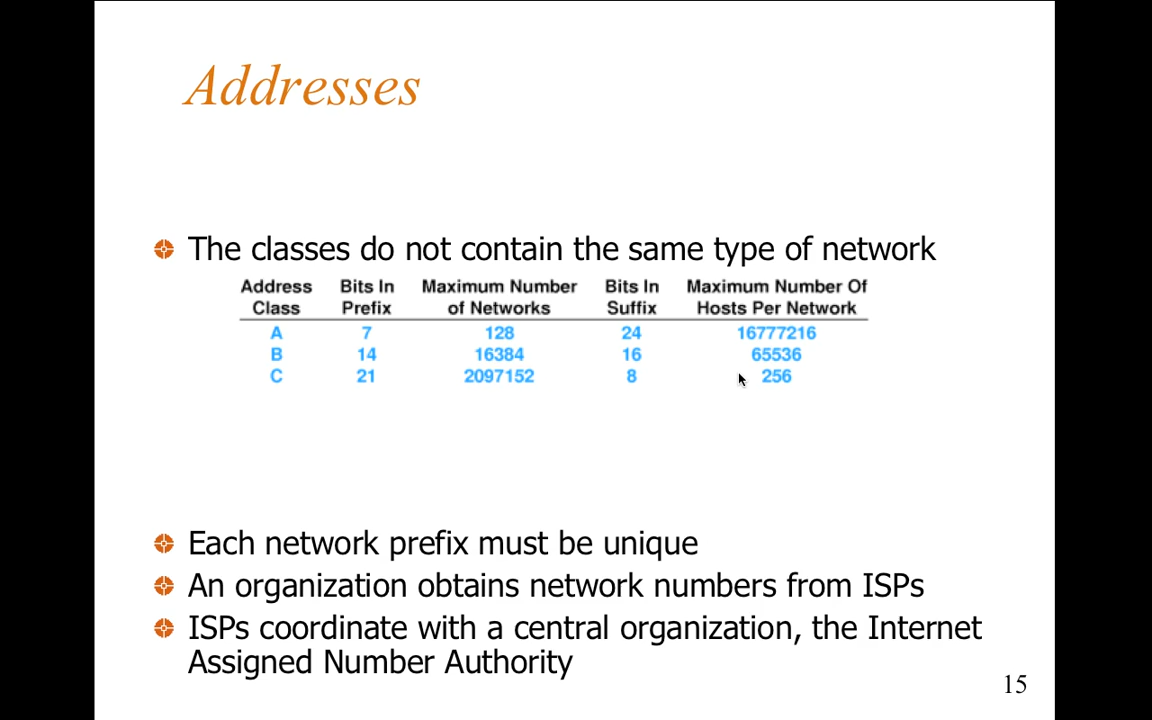 Addresses
The classes do not contain the same type of network
Address Bits In Maximum Number Bits In Maximum Number Of
Class Prefix of Networks Suffix Hosts Per Network
A 7 128 24 16777216
B 14 16384 16 65536
C 21 2097152 8 256
Each network prefix must be unique
An organization obtains network numbers from ISPs
ISPs coordinate with a central organization, the Internet
Assigned Number Authority
15